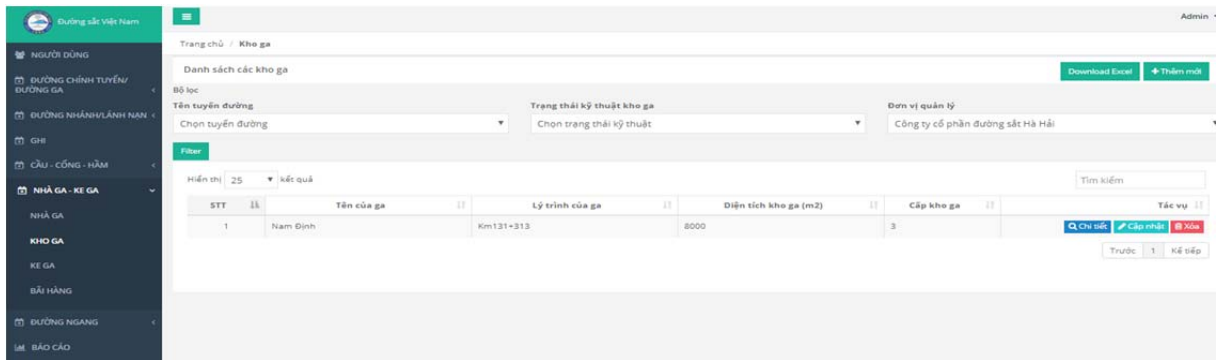 Đường sắt Việt Nam
Admin
NGƯỜI DÙNG
ĐƯỜNG CHÍNH TUYẾN/
ĐƯỜNG GA
ĐƯỜNG NHÁNH/LÁNH NẠN
GHI
CẦU - CỐNG - HẦM
NHÀ GA - KE GA
NHÀ GA
KHO GA
KE GA
BÃI HÀNG
ĐƯỜNG NGANG
BÁO CÁO
Trang chủ / Kho ga
Danh sách các kho ga
Download Excel
Thêm mới
Bộ lọc
Tên tuyến đường
Trạng thái kỹ thuật kho ga
Đơn vị quản lý
Chọn tuyến đường
Chọn trạng thái kỹ thuật
Công ty cổ phần đường sắt Hà Hải
Filter
Hiển thị 25 kết quả
Tìm kiếm
STT Tên của ga Lý trình của ga Diện tích kho ga (m2) Cấp kho ga Tác vụ
1 Nam Định Km131+313 8000 3 Chi tiết Cập nhật Xóa
Trước 1 Kế tiếp